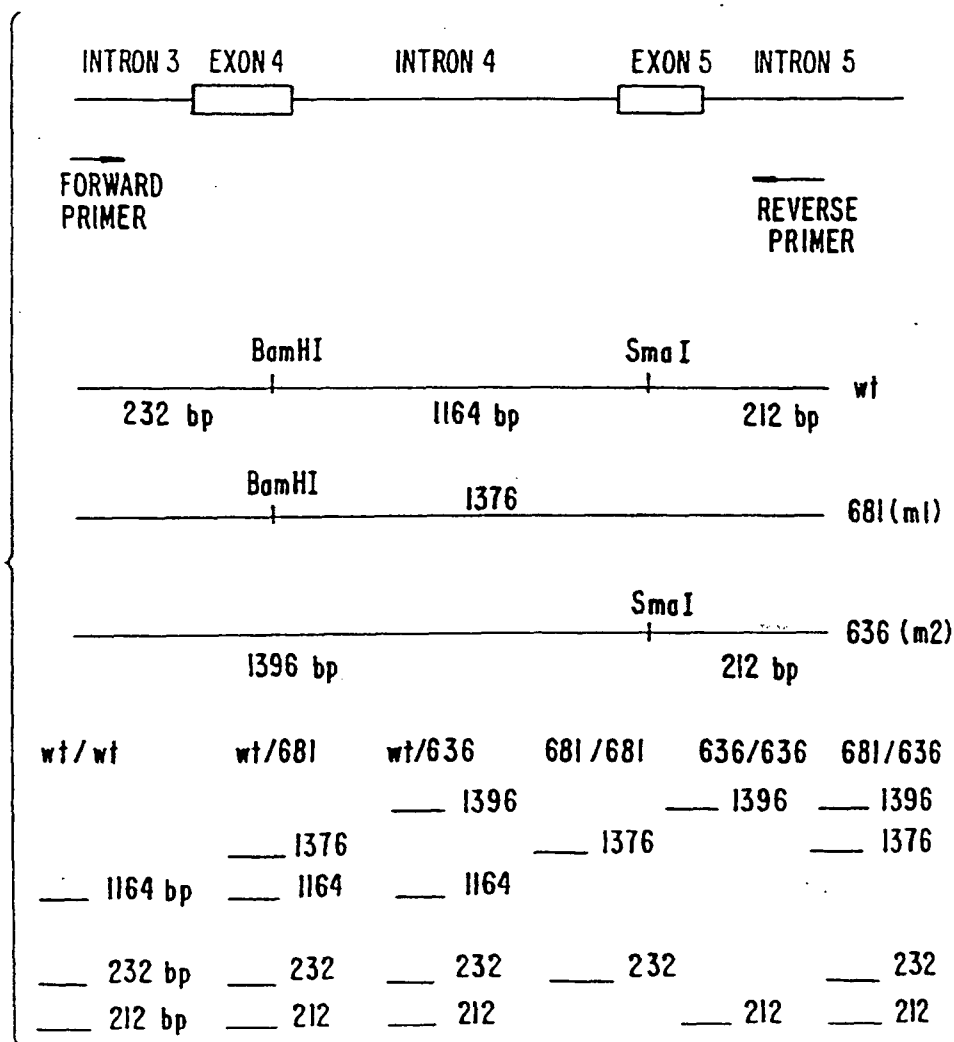 INTRON 3 EXON 4 INTRON 4 EXON 5 INTRON 5
FORWARD
PRIMER
REVERSE
PRIMER
BamHI SmaI
wt
232 bp 1164 bp 212 bp
BamHI 1376
681(m1)
SmaI
636 (m2)
1396 bp 212 bp
wt/wt wt/681 wt/636 681/681 636/636 681/636
1396 1396 1396
1376 1376 1376
1164 bp 1164 1164
232 bp 232 232 232 232
212 bp 212 212 212 212